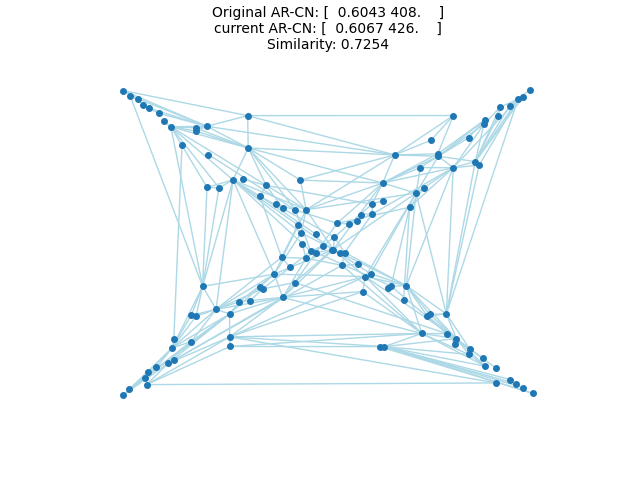 Original AR-CN: [  0.6043 408.    ]
current AR-CN: [  0.6067 426.    ]
Similarity: 0.7254